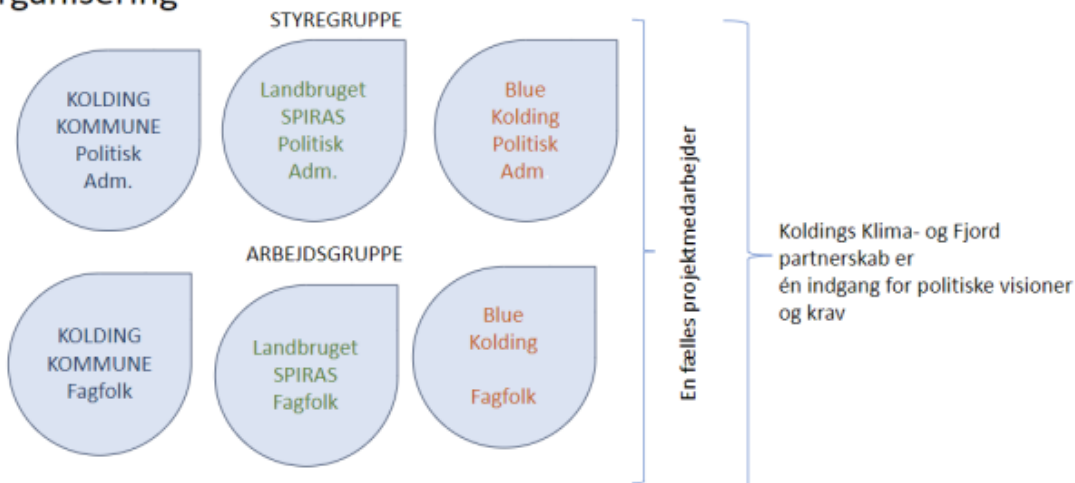 rganisering
STYREGRUPPE
KOLDING
KOMMUNE
Politisk
Adm.
Landbruget
SPIRAS
Politisk
Adm.
Blue
Kolding
Politisk
Adm.
ARBEJDSGRUPPE
KOLDING
KOMMUNE
Fagfolk
Landbruget
SPIRAS
Fagfolk
Blue
Kolding
Fagfolk
En fælles projektmedarbejder
Koldings Klima- og Fjord
partnerskab er
én indgang for politiske visioner
og krav